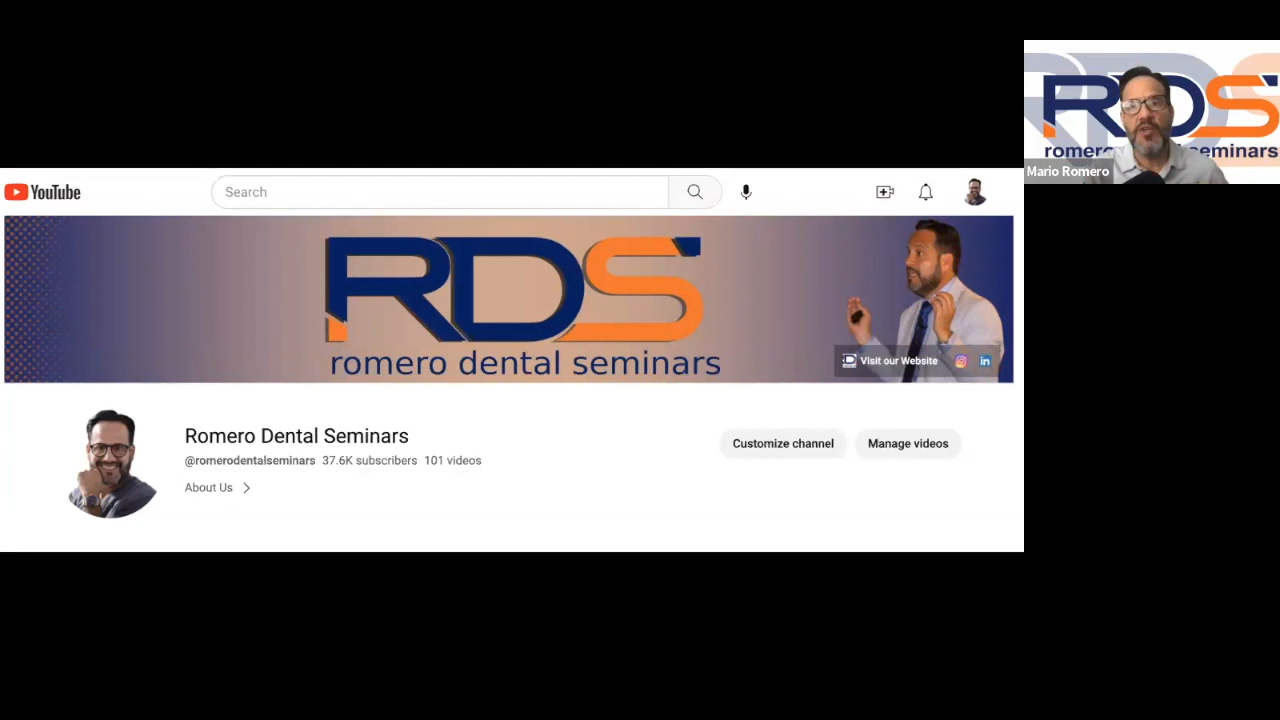 YouTube
Search
RDS
romero dental seminars
Visit our Website
Romero Dental Seminars
@romerodentalseminars 37.6K subscribers 101 videos
About Us
Customize channel
Manage videos
RDS
seminars
Mario Romero